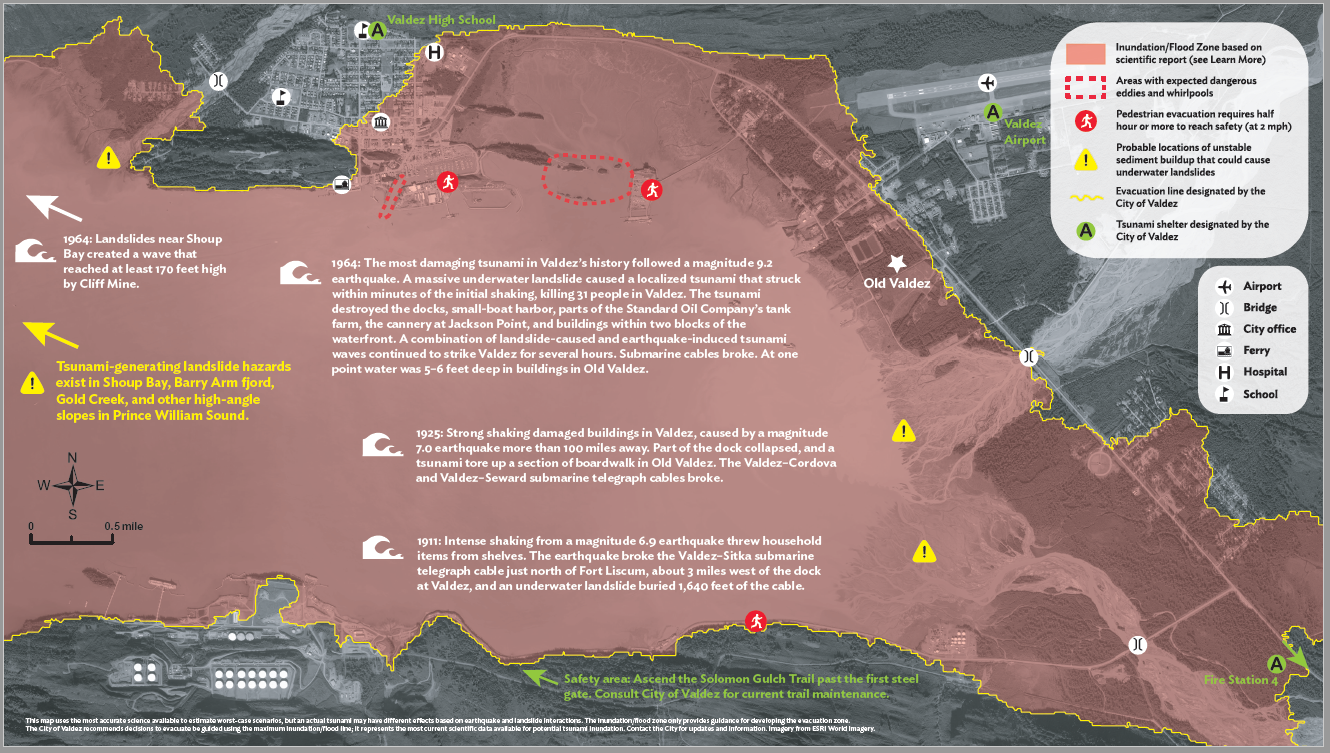 Valdez High School
A
H
Inundation/Flood Zone based on
scientific report (see Learn More)
Areas with expected dangerous
eddies and whirlpools
Pedestrian evacuation requires half
hour or more to reach safety (at 2 mph)
Probable locations of unstable
sediment buildup that could cause
underwater landslides
Evacuation line designated by the
City of Valdez
A
Tsunami shelter designated by the
City of Valdez
A
Valdez
Airport
!
1964: Landslides near Shoup
Bay created a wave that
reached at least 170 feet high
by Cliff Mine.
1964: The most damaging tsunami in Valdez's history followed a magnitude 9.2
earthquake. A massive underwater landslide caused a localized tsunami that struck
within minutes of the initial shaking, killing 31 people in Valdez. The tsunami
destroyed the docks, small-boat harbor, parts of the Standard Oil Company's tank
farm, the cannery at Jackson Point, and buildings within two blocks of the
waterfront. A combination of landslide-caused and earthquake-induced tsunami
waves continued to strike Valdez for several hours. Submarine cables broke. At one
point water was 5–6 feet deep in buildings in Old Valdez.
Old Valdez
Airport
Bridge
City office
Ferry
H Hospital
School
!
Tsunami-generating landslide hazards
exist in Shoup Bay, Barry Arm fjord,
Gold Creek, and other high-angle
slopes in Prince William Sound.
!
1925: Strong shaking damaged buildings in Valdez, caused by a magnitude
7.0 earthquake more than 100 miles away. Part of the dock collapsed, and a
tsunami tore up a section of boardwalk in Old Valdez. The Valdez–Cordova
and Valdez–Seward submarine telegraph cables broke.
N
W E
S
0 0.5 mile
!
1911: Intense shaking from a magnitude 6.9 earthquake threw household
items from shelves. The earthquake broke the Valdez–Sitka submarine
telegraph cable just north of Fort Liscum, about 3 miles west of the dock
at Valdez, and an underwater landslide buried 1,640 feet of the cable.
!
A
Fire Station 4
Safety area: Ascend the Solomon Gulch Trail past the first steel
gate. Consult City of Valdez for current trail maintenance.
This map uses the most accurate science available to estimate worst-case scenarios, but an actual tsunami may have different effects based on earthquake and landslide interactions. The inundation/flood zone only provides guidance for developing the evacuation zone.
The City of Valdez recommends decisions to evacuate be guided using the maximum inundation/flood line; it represents the most current scientific data available for potential tsunami inundation. Contact the City for updates and information. Imagery from ESRI World Imagery.